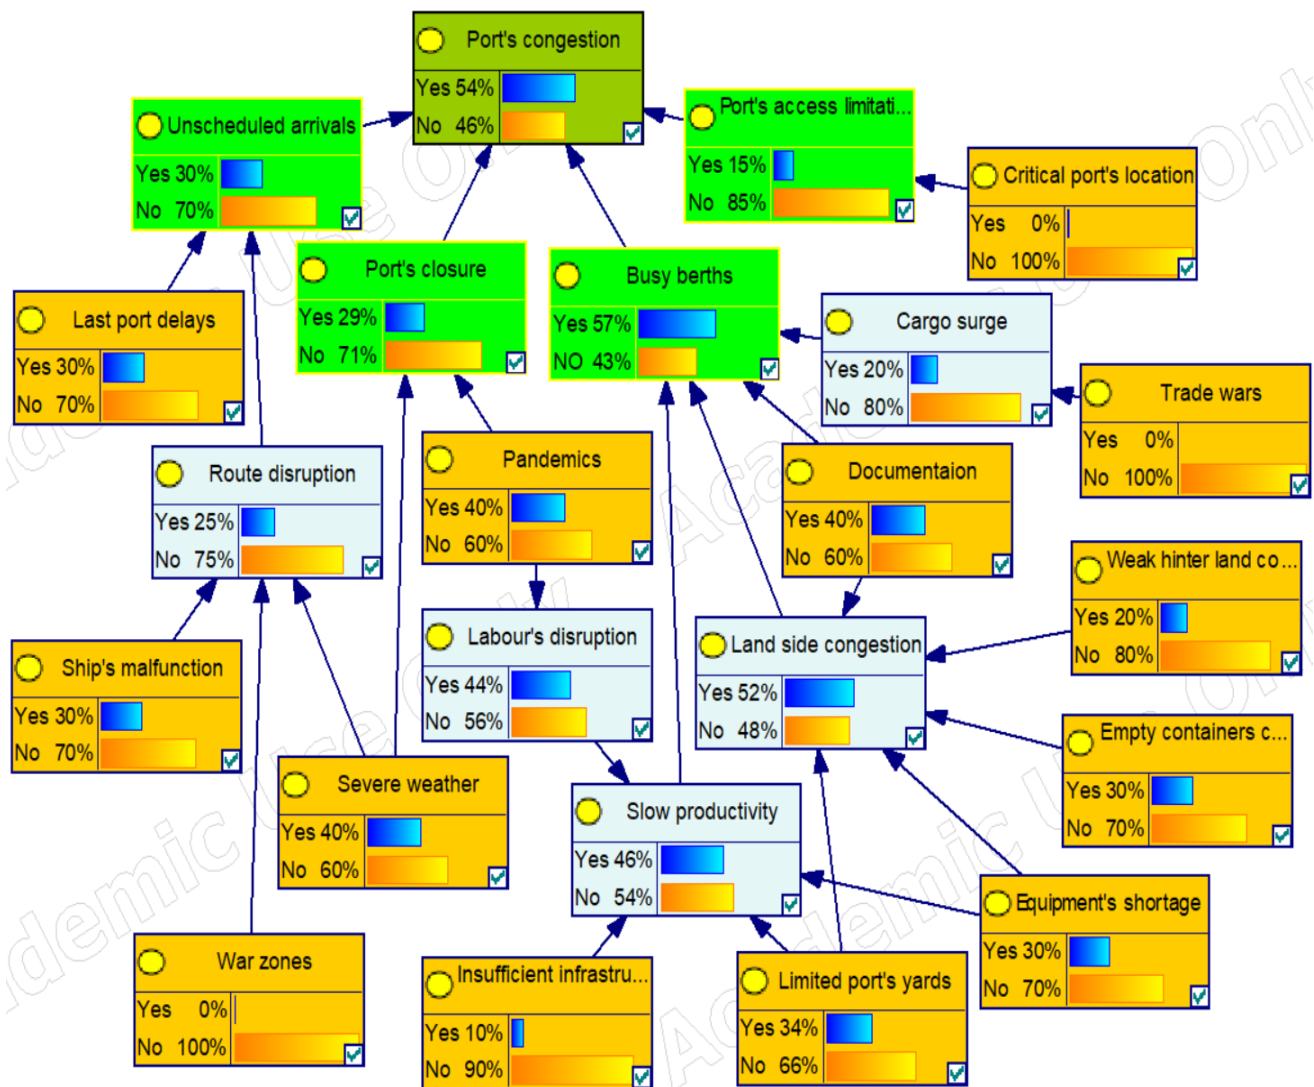 Port's congestion
Yes 54%
No 46%
Unscheduled arrivals
Yes 30%
No 70%
Port's access limitati...
Yes 15%
No 85%
Critical port's location
Yes 0%
No 100%
Port's closure
Yes 29%
No 71%
Busy berths
Yes 57%
NO 43%
Last port delays
Yes 30%
No 70%
Cargo surge
Yes 20%
No 80%
Trade wars
Yes 0%
No 100%
Route disruption
Yes 25%
No 75%
Pandemics
Yes 40%
No 60%
Documentaion
Yes 40%
No 60%
Weak hinter land co ...
Yes 20%
No 80%
Labour's disruption
Yes 44%
No 56%
Land side congestion
Yes 52%
No 48%
Ship's malfunction
Yes 30%
No 70%
Empty containers c...
Yes 30%
No 70%
Severe weather
Yes 40%
No 60%
Slow productivity
Yes 46%
No 54%
Equipment's shortage
Yes 30%
No 70%
War zones
Yes 0%
No 100%
Insufficient infrastru...
Yes 10%
No 90%
Limited port's yards
Yes 34%
No 66%